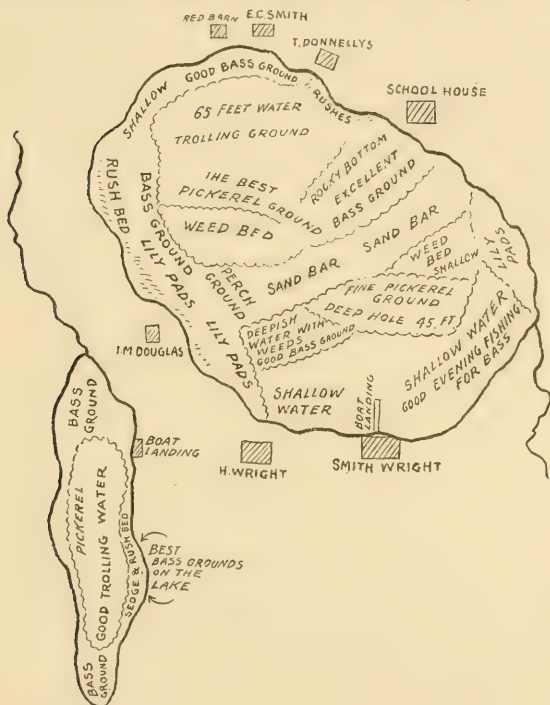 RED BARN
E.C. SMITH
T. DONNELLYS
SCHOOL HOUSE
SHALLOW GOOD BASS GROUND
RUSHES
65 FEET WATER
TROLLING GROUND
THE BEST
PICKEREL GROUND
ROCKY BOTTOM
EXCELLENT
BASS GROUND
RUSH BED
BASS GROUND
LILY PADS
WEED BED
PERCH
GROUND
SAND BAR
SAND BAR
WEED
BED
SHALLOW
LILY
PADS
FINE PICKEREL
GROUND
DEEP HOLE 45. FT
DEEPISH
WATER WITH
WEEDS
GOOD BASS GROUND
LILY PADS
SHALLOW
WATER
BOAT
LANDING
SHALLOW WATER
GOOD EVENING FISHING
FOR BASS
I.M DOUGLAS
H. WRIGHT
SMITH WRIGHT
BASS
GROUND
BOAT
LANDING
PICKEREL
GOOD TROLLING WATER
SEDGE & RUSH BED
BEST
BASS GROUNDS
ON THE
LAKE
BASS
GROUND